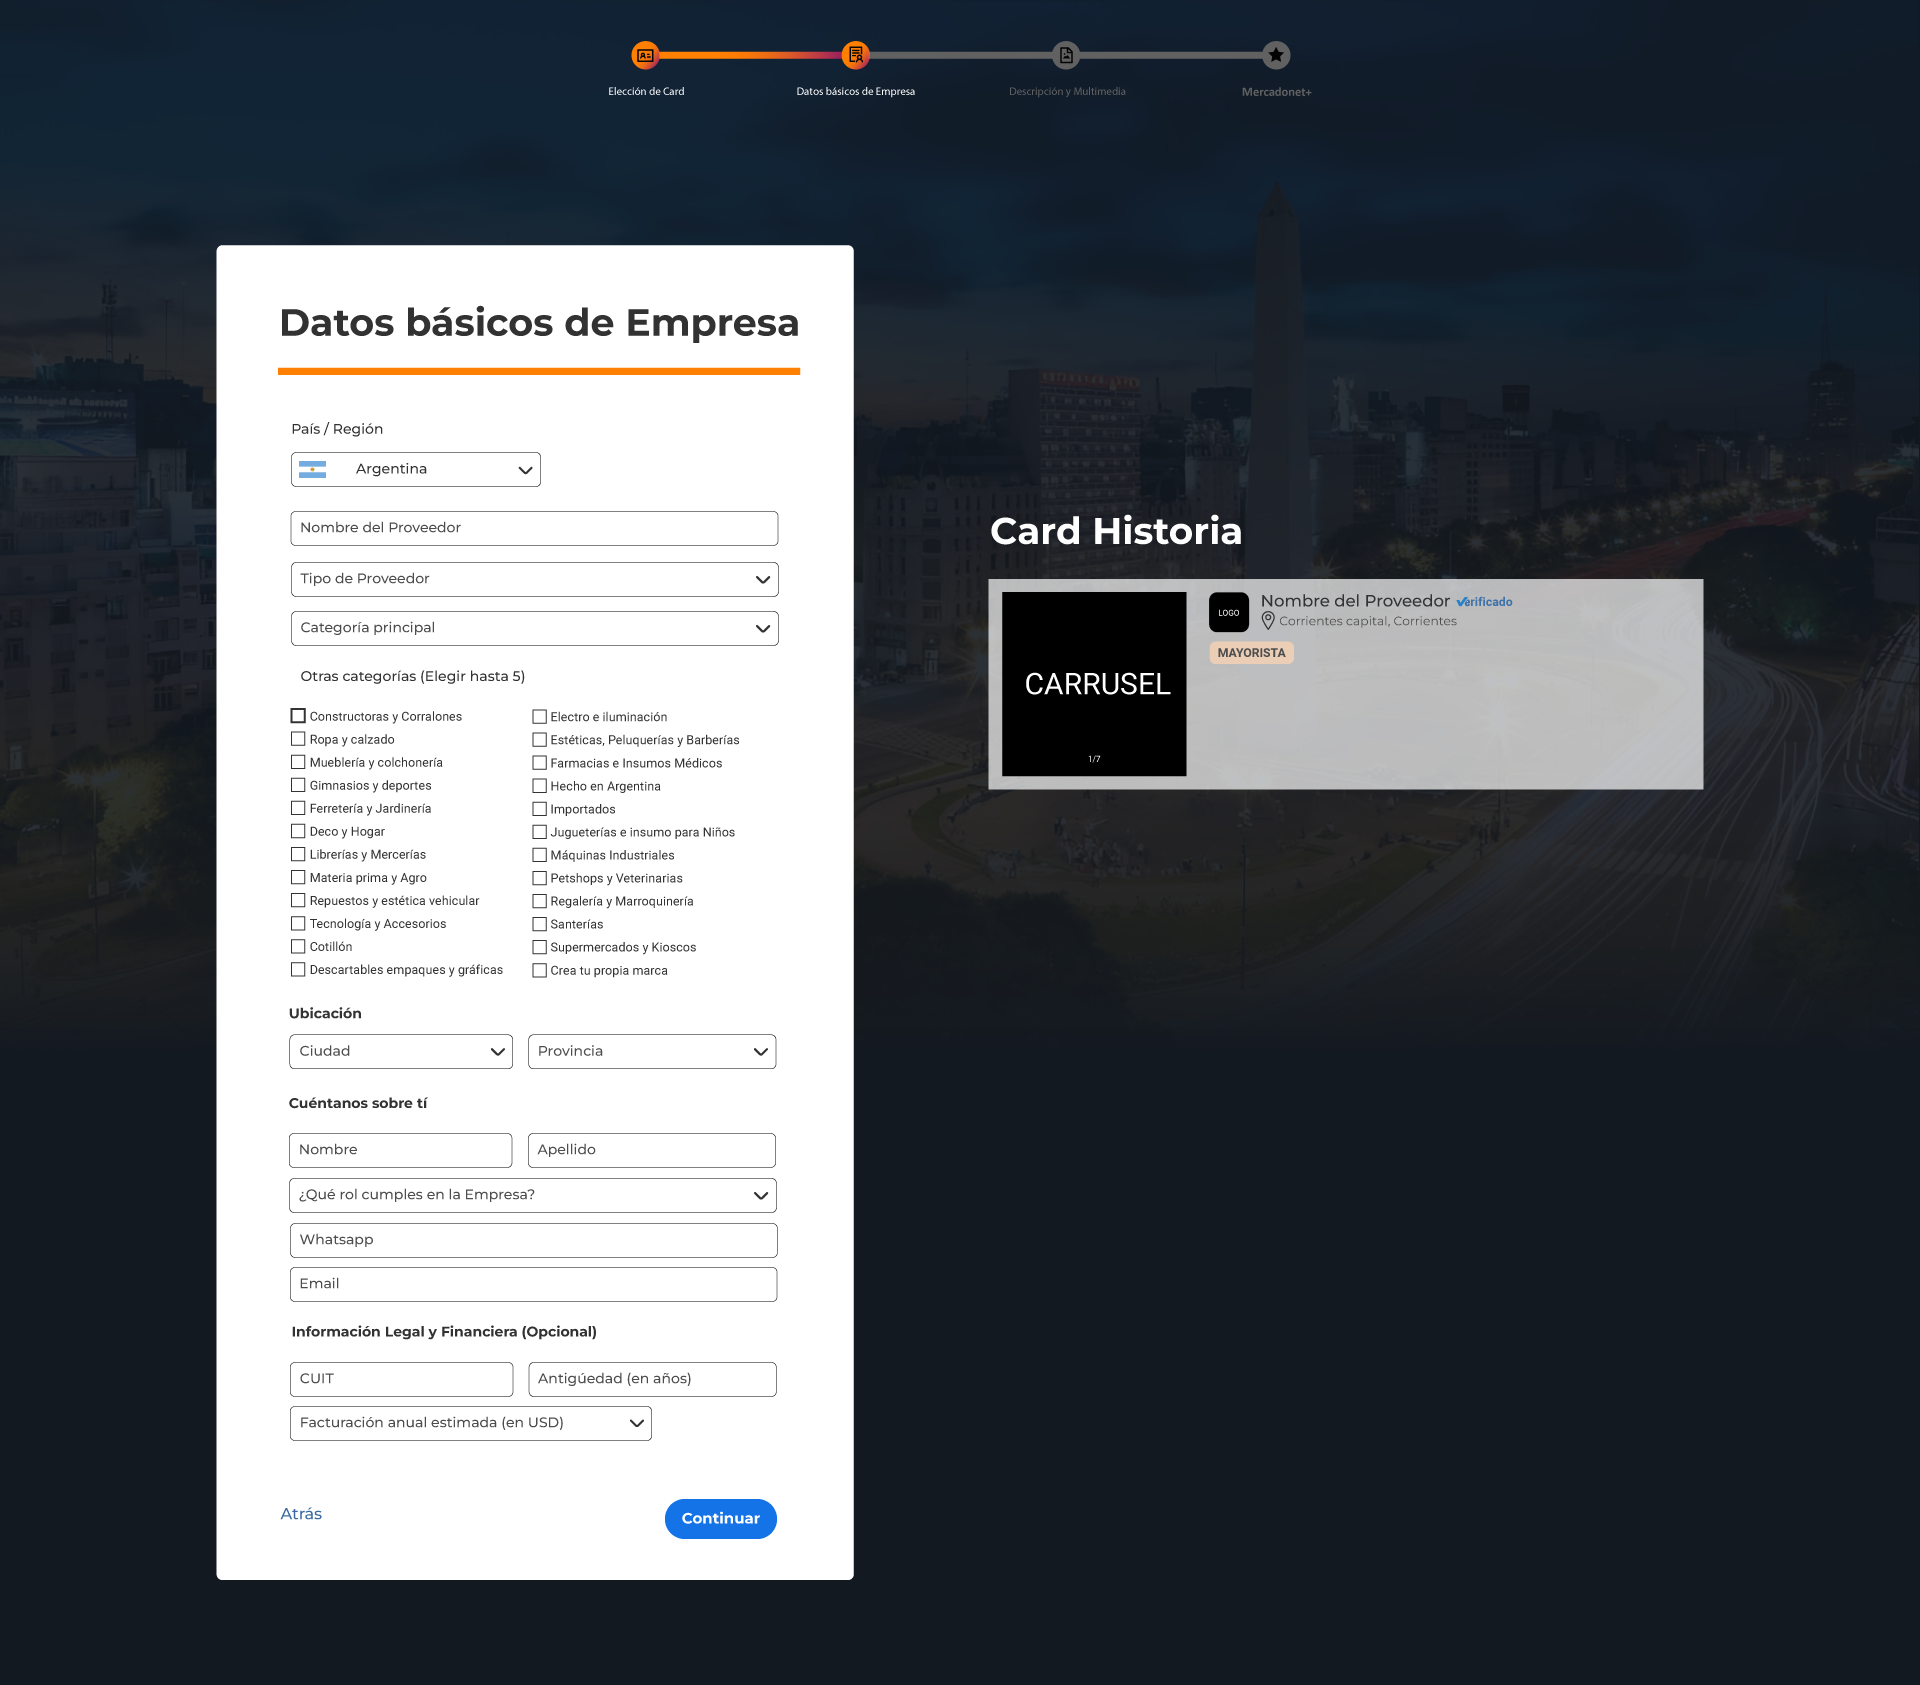 Elección de Card
Datos básicos de Empresa
Descripción y Multimedia
Mercadonet+
Datos básicos de Empresa
País / Región
Argentina
Nombre del Proveedor
Tipo de Proveedor
Categoría principal
Otras categorías (Elegir hasta 5)
Constructoras y Corralones
Ropa y calzado
Mueblería y colchonería
Gimnasios y deportes
Ferretería y Jardinería
Deco y Hogar
Librerías y Mercerías
Materia prima y Agro
Repuestos y estética vehicular
Tecnología y Accesorios
Cotillón
Descartables empaques y gráficas
Electro e iluminación
Estéticas, Peluquerías y Barberías
Farmacias e Insumos Médicos
Hecho en Argentina
Importados
Jugueterías e insumo para Niños
Máquinas Industriales
Petshops y Veterinarias
Regalería y Marroquinería
Santerías
Supermercados y Kioscos
Crea tu propia marca
Ubicación
Ciudad
Provincia
Cuéntanos sobre tí
Nombre
Apellido
¿Qué rol cumples en la Empresa?
Whatsapp
Email
Información Legal y Financiera (Opcional)
CUIT
Antigúedad (en años)
Facturación anual estimada (en USD)
Atrás
Continuar
Card Historia
CARRUSEL
1/7
LOGO
Nombre del Proveedor
Verificado
Corrientes capital, Corrientes
MAYORISTA